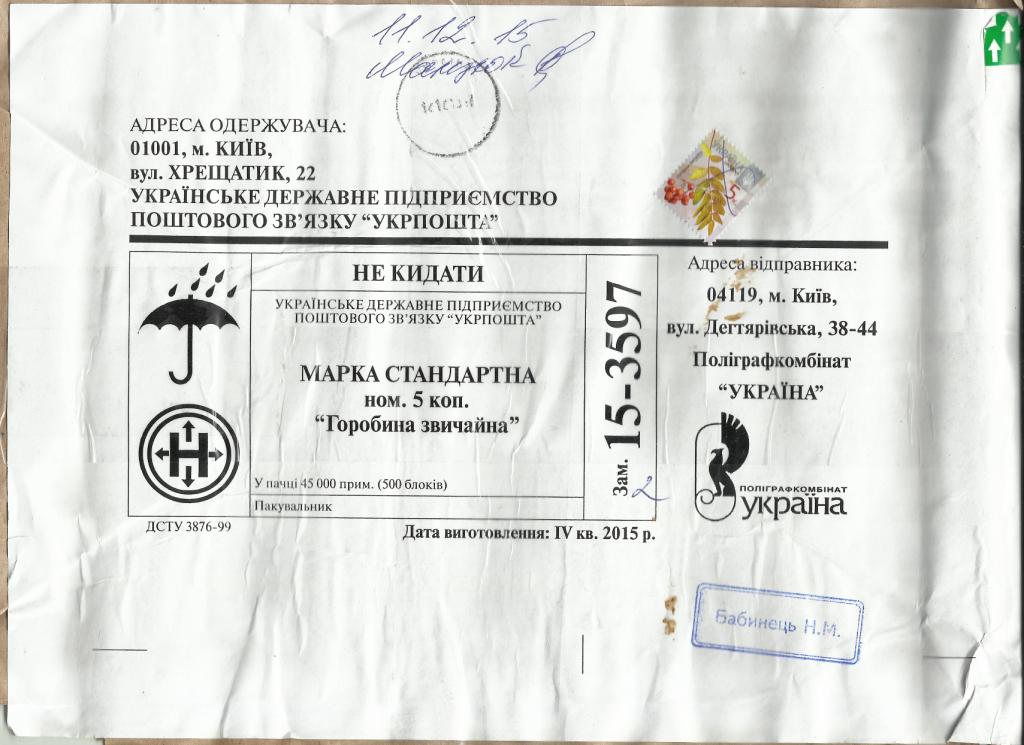 11.12.15
АДРЕСА ОДЕРЖУВАЧА:
01001, м. КИЇВ,
вул. ХРЕЩАТИК, 22
УКРАЇНСЬКЕ ДЕРЖАВНЕ ПІДПРИЄМСТВО
ПОШТОВОГО ЗВ’ЯЗКУ “УКРПОШТА”
НЕ КИДАТИ
УКРАЇНСЬКЕ ДЕРЖАВНЕ ПІДПРИЄМСТВО
ПОШТОВОГО ЗВ’ЯЗКУ “УКРПОШТА”
МАРКА СТАНДАРТНА
ном. 5 коп.
“Горобина звичайна”
У пачці 45 000 прим. (500 блоків)
Пакувальник
Зам. 15-3597
2
ДСТУ 3876-99
Дата виготовлення: IV кв. 2015 р.
Адреса відправника:
04119, м. Київ,
вул. Дегтярівська, 38-44
Поліграфкомбінат
“УКРАЇНА”
ПОЛІГРАФКОМБІНАТ
україна
Бабинець Н.М.